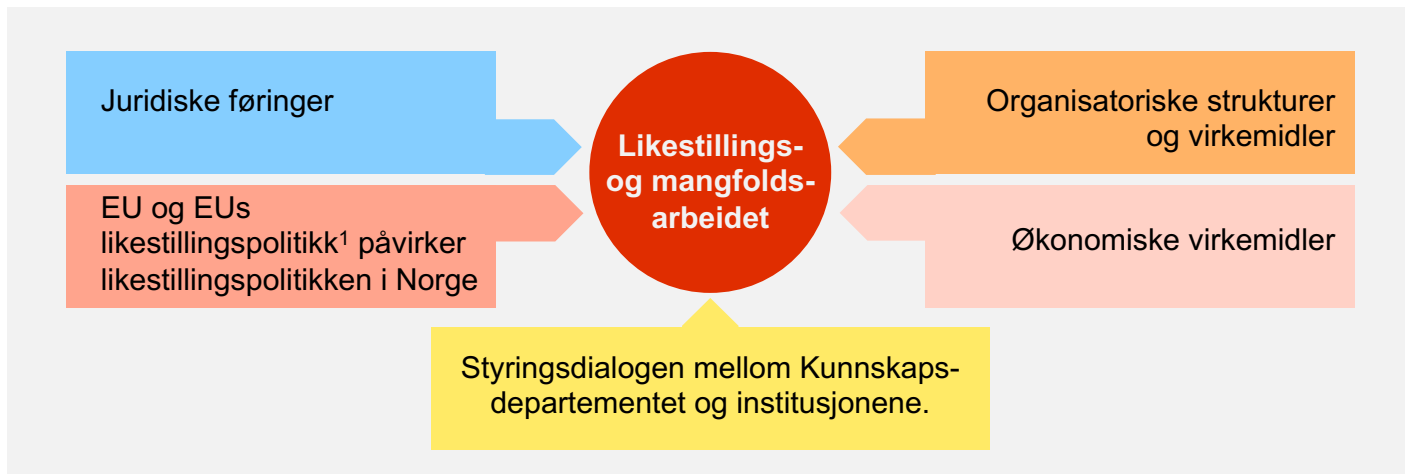 Juridiske føringer
EU og EUs
likestillingspolitikk¹ påvirker
likestillingspolitikken i Norge
Likestillings-
og mangfolds-
arbeidet
Organisatoriske strukturer
og virkemidler
Økonomiske virkemidler
Styringsdialogen mellom Kunnskaps-
departementet og institusjonene.